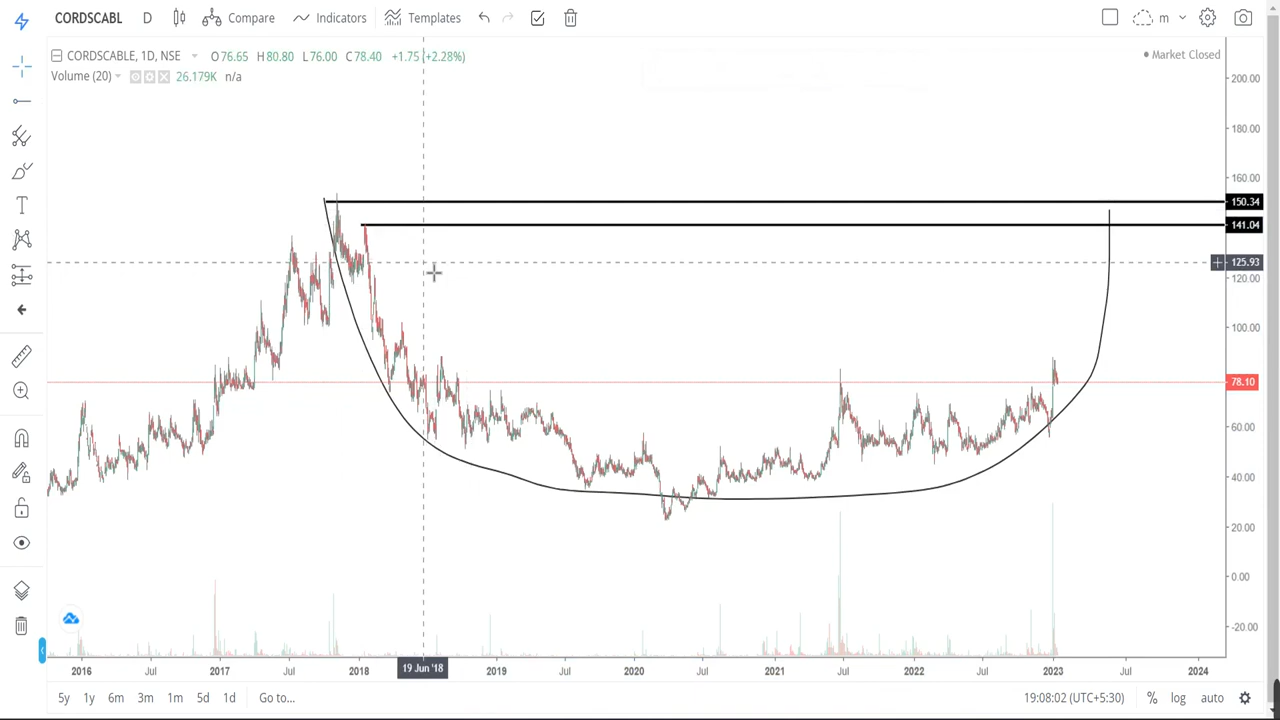 CORDSCABL D Compare Indicators Templates m
CORDSCABLE, 1D, NSE O76.65 H80.80 L76.00 C78.40 +1.75 (+2.28%) Market Closed
Volume (20) 26.179K n/a
200.00
180.00
160.00
150.34
141.04
125.93
120.00
100.00
78.10
60.00
40.00
20.00
0.00
-20.00
2016 Jul 2017 Jul 2018 19 Jun '18 2019 Jul 2020 Jul 2021 Jul 2022 Jul 2023 Jul 2024
5y 1y 6m 3m 1m 5d 1d Go to... 19:08:02 (UTC+5:30) % log auto